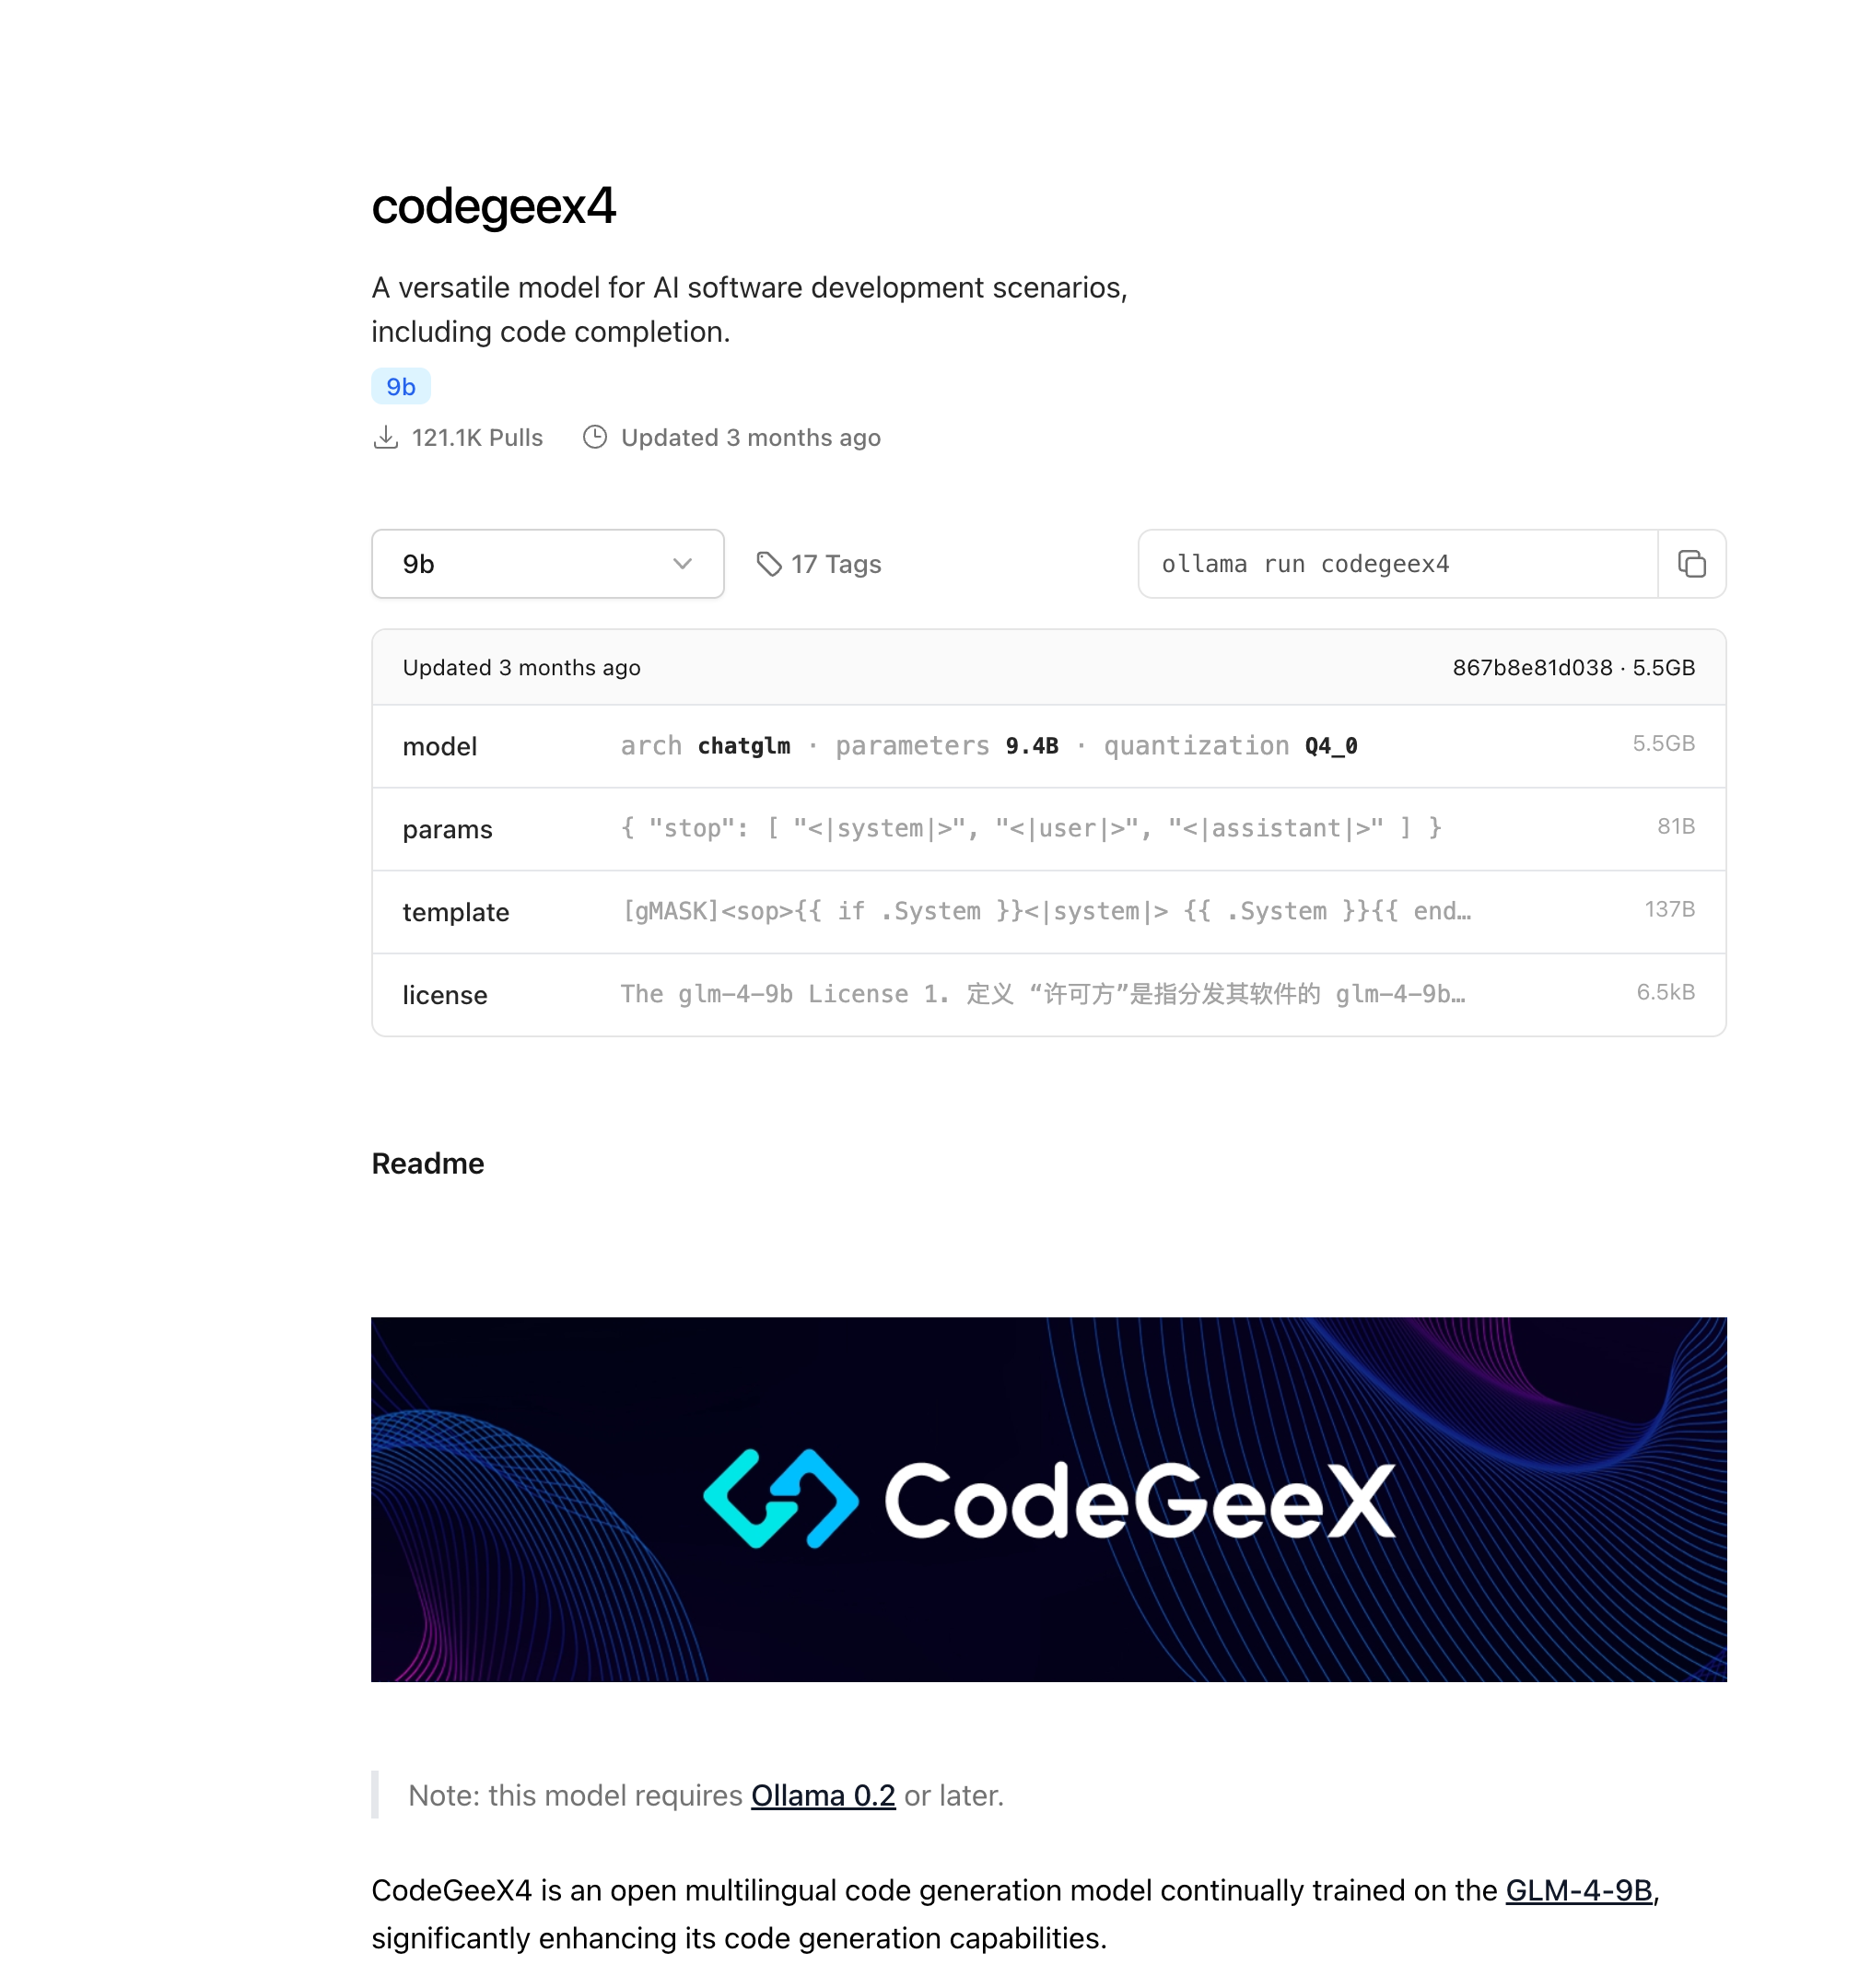 codegeex4
A versatile model for AI software development scenarios,
including code completion.
9b
121.1K Pulls Updated 3 months ago
9b 17 Tags ollama run codegeex4
Updated 3 months ago 867b8e81d038 · 5.5GB
model arch chatglm · parameters 9.4B · quantization Q4_0 5.5GB
params { "stop": [ "<|system|>", "<|user|>", "<|assistant|>" ] } 81B
template [gMASK]<sop>{{ if .System }}<|system|> {{ .System }}{{ end… 137B
license The glm-4-9b License 1. 定义 “许可方”是指分发其软件的 glm-4-9b… 6.5kB
Readme
CodeGeeX
Note: this model requires Ollama 0.2 or later.
CodeGeeX4 is an open multilingual code generation model continually trained on the GLM-4-9B,
significantly enhancing its code generation capabilities.